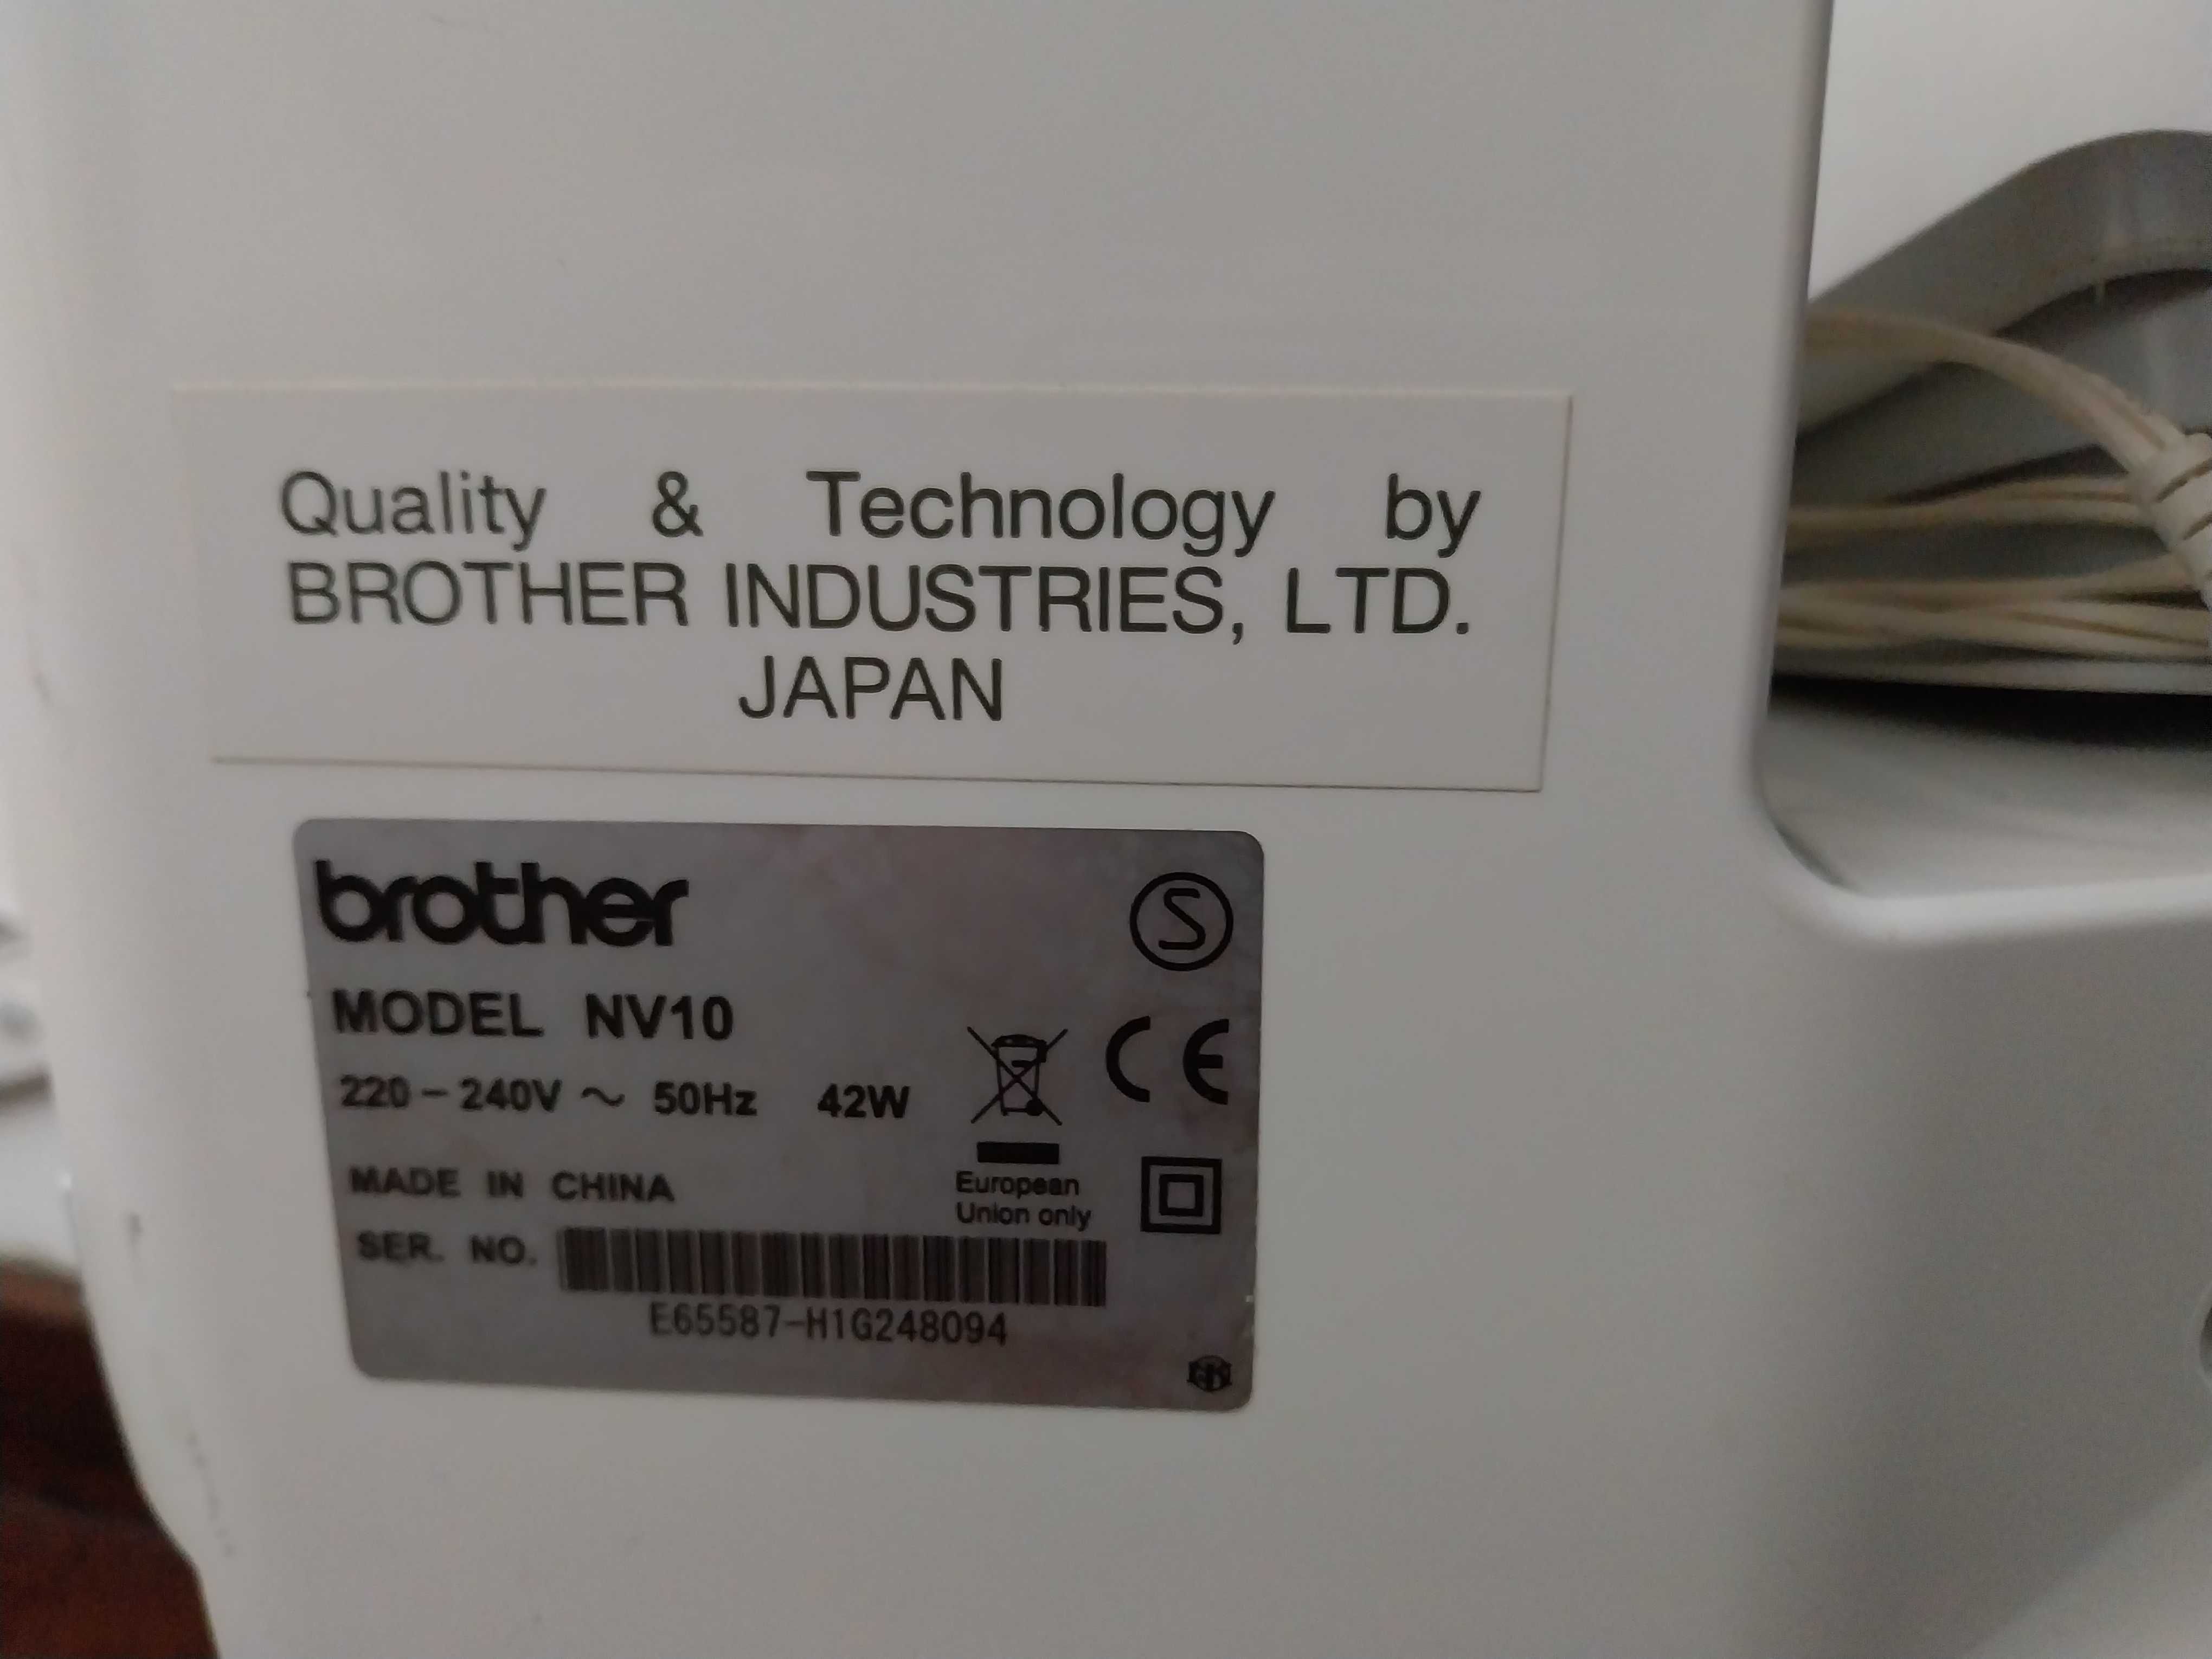 Quality & Technology by
BROTHER INDUSTRIES, LTD.
JAPAN
brother
S
MODEL NV10
CE
220-240V ~ 50Hz 42W
MADE IN CHINA
European
Union only
SER. NO.
E65587-H1G248094